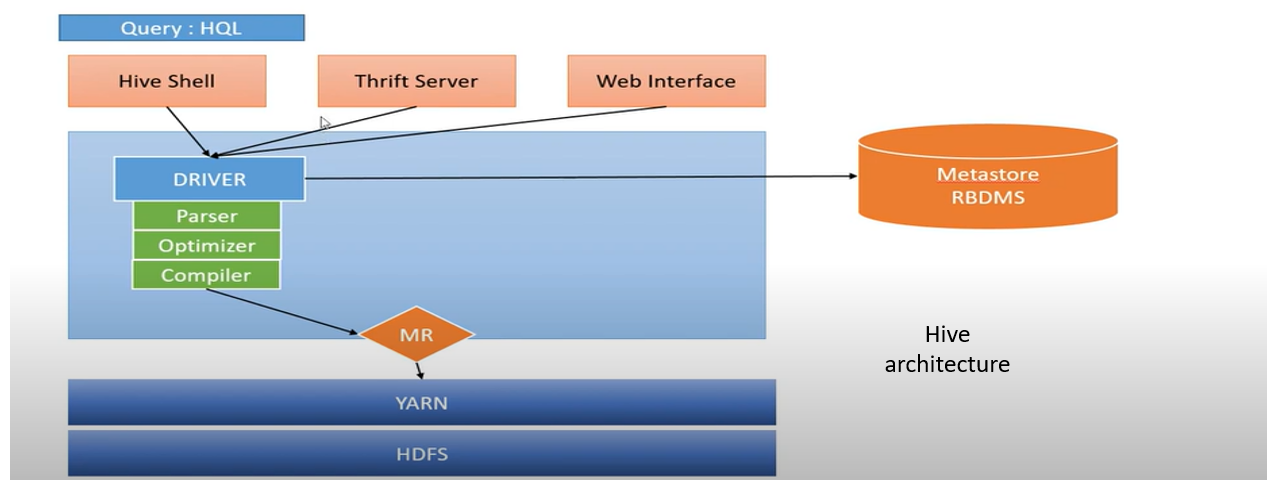 Query : HQL
Hive Shell
Thrift Server
Web Interface
DRIVER
Parser
Optimizer
Compiler
Metastore
RBDMS
MR
Hive
architecture
YARN
HDFS